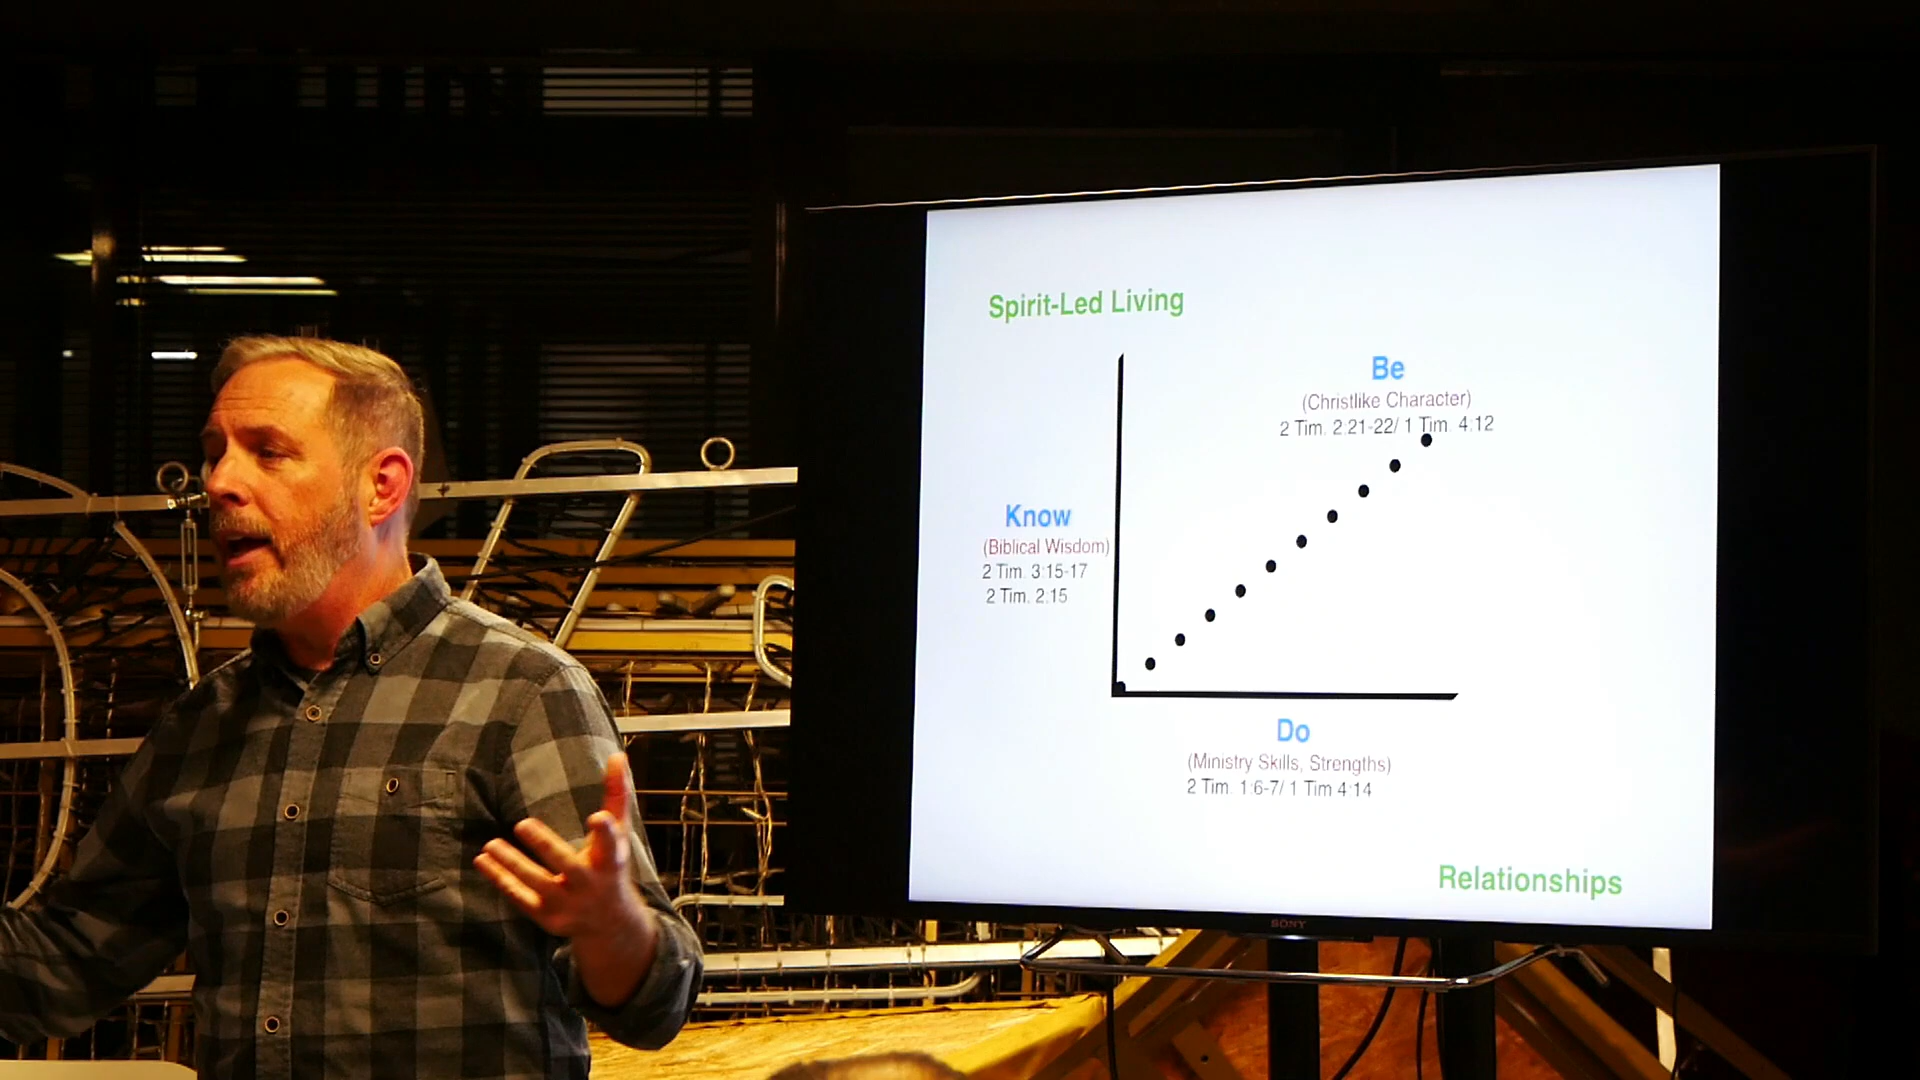 Spirit-Led Living
Be
(Christlike Character)
2 Tim. 2:21-22/ 1 Tim. 4:12
Know
(Biblical Wisdom)
2 Tim. 3:15-17
2 Tim. 2:15
Do
(Ministry Skills, Strengths)
2 Tim. 1:6-7/ 1 Tim 4:14
Relationships
SONY